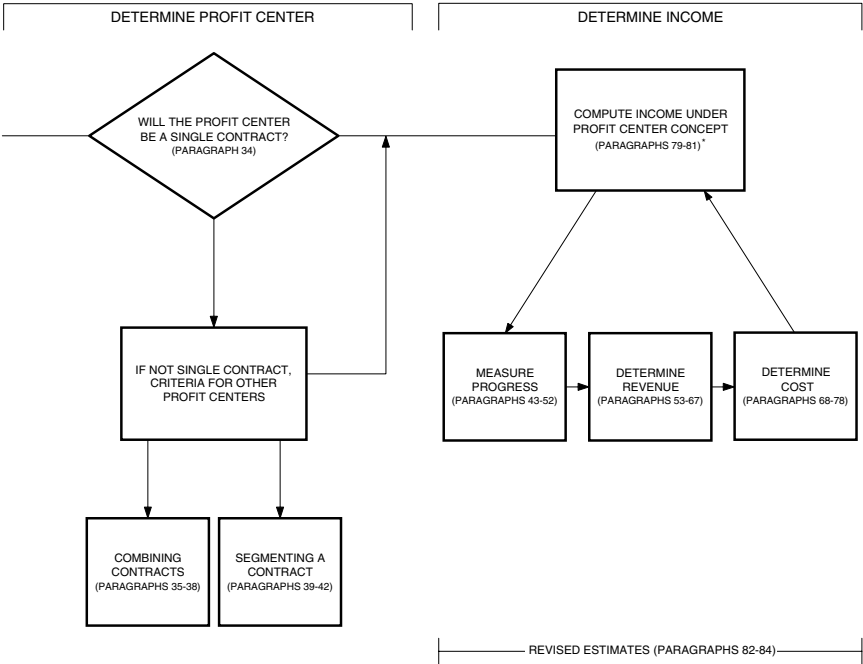 DETERMINE PROFIT CENTER
DETERMINE INCOME
WILL THE PROFIT CENTER
BE A SINGLE CONTRACT?
(PARAGRAPH 34)
COMPUTE INCOME UNDER
PROFIT CENTER CONCEPT
(PARAGRAPHS 79-81)*
IF NOT SINGLE CONTRACT,
CRITERIA FOR OTHER
PROFIT CENTERS
MEASURE
PROGRESS
(PARAGRAPHS 43-52)
DETERMINE
REVENUE
(PARAGRAPHS 53-67)
DETERMINE
COST
(PARAGRAPHS 68-78)
COMBINING
CONTRACTS
(PARAGRAPHS 35-38)
SEGMENTING A
CONTRACT
(PARAGRAPHS 39-42)
REVISED ESTIMATES (PARAGRAPHS 82-84)